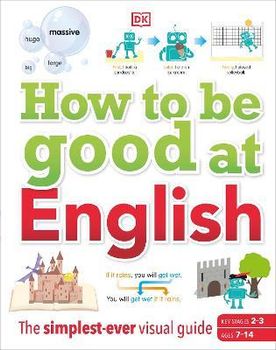 DK
massive
huge
big
large
How to be
good at
English
If it rains, you will get wet.
You will get wet if it rains.
The simplest-ever visual guide
KEY STAGES 2-3
AGES 7-14